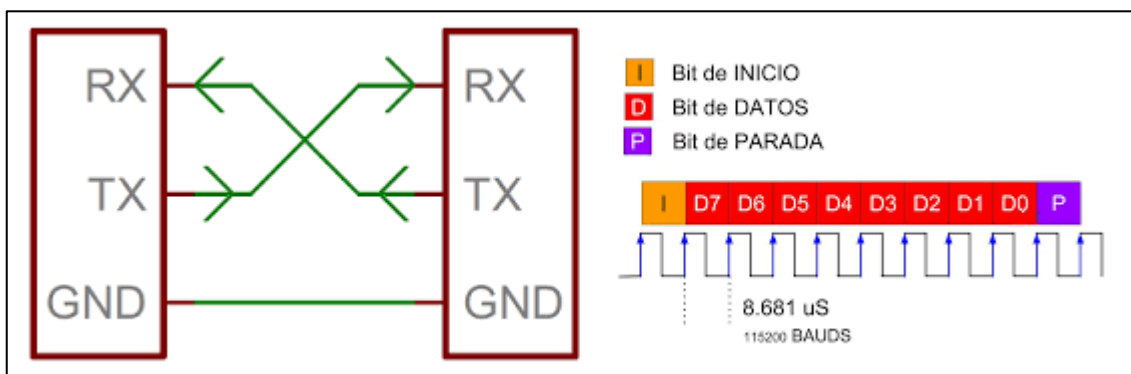 RX
TX
GND
RX
TX
GND
I Bit de INICIO
D Bit de DATOS
P Bit de PARADA
I D7 D6 D5 D4 D3 D2 D1 D0 P
8.681 uS
115200 BAUDS